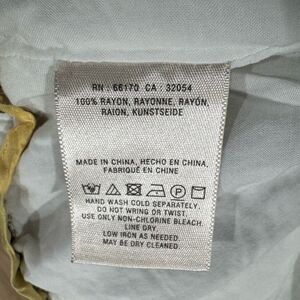 RN : 66170 CA : 32054
100% RAYON, RAYONNE, RAYÓN,
RAION, KUNSTSEIDE
MADE IN CHINA, HECHO EN CHINA,
FABRIQUÉ EN CHINE
HAND WASH COLD SEPARATELY.
DO NOT WRING OR TWIST.
USE ONLY NON-CHLORINE BLEACH.
LINE DRY.
LOW IRON AS NEEDED.
MAY BE DRY CLEANED.